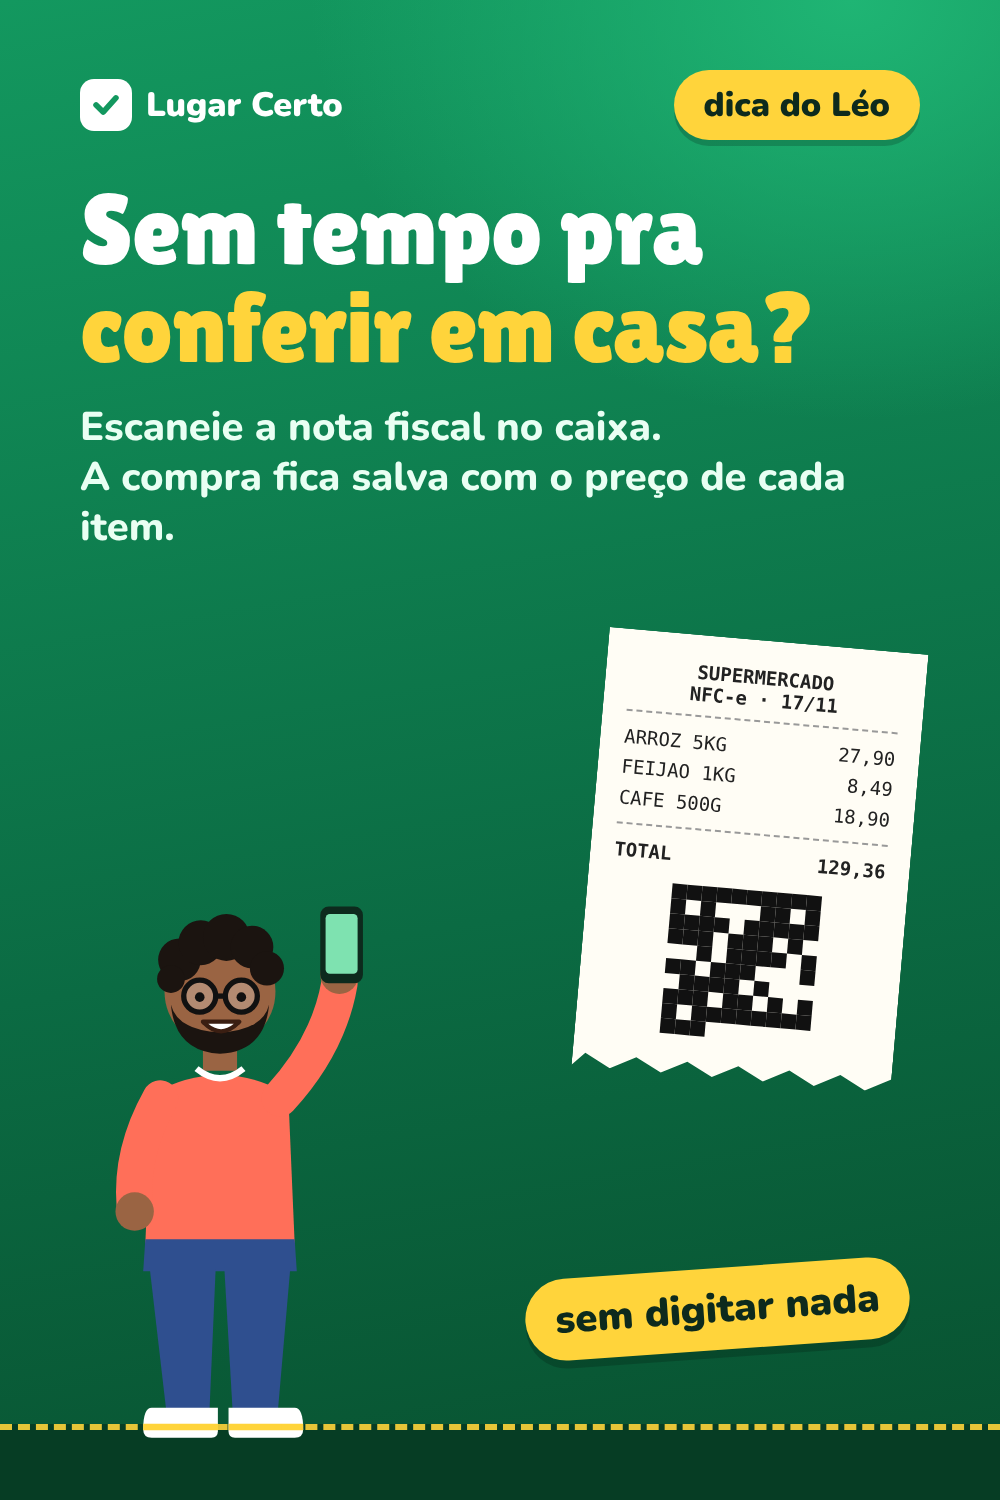 Lugar Certo
dica do Léo
Sem tempo pra
conferir em casa?
Escaneie a nota fiscal no caixa.
A compra fica salva com o preço de cada
item.
SUPERMERCADO
NFC-e · 17/11
ARROZ 5KG 27,90
FEIJAO 1KG 8,49
CAFE 500G 18,90
TOTAL 129,36
sem digitar nada